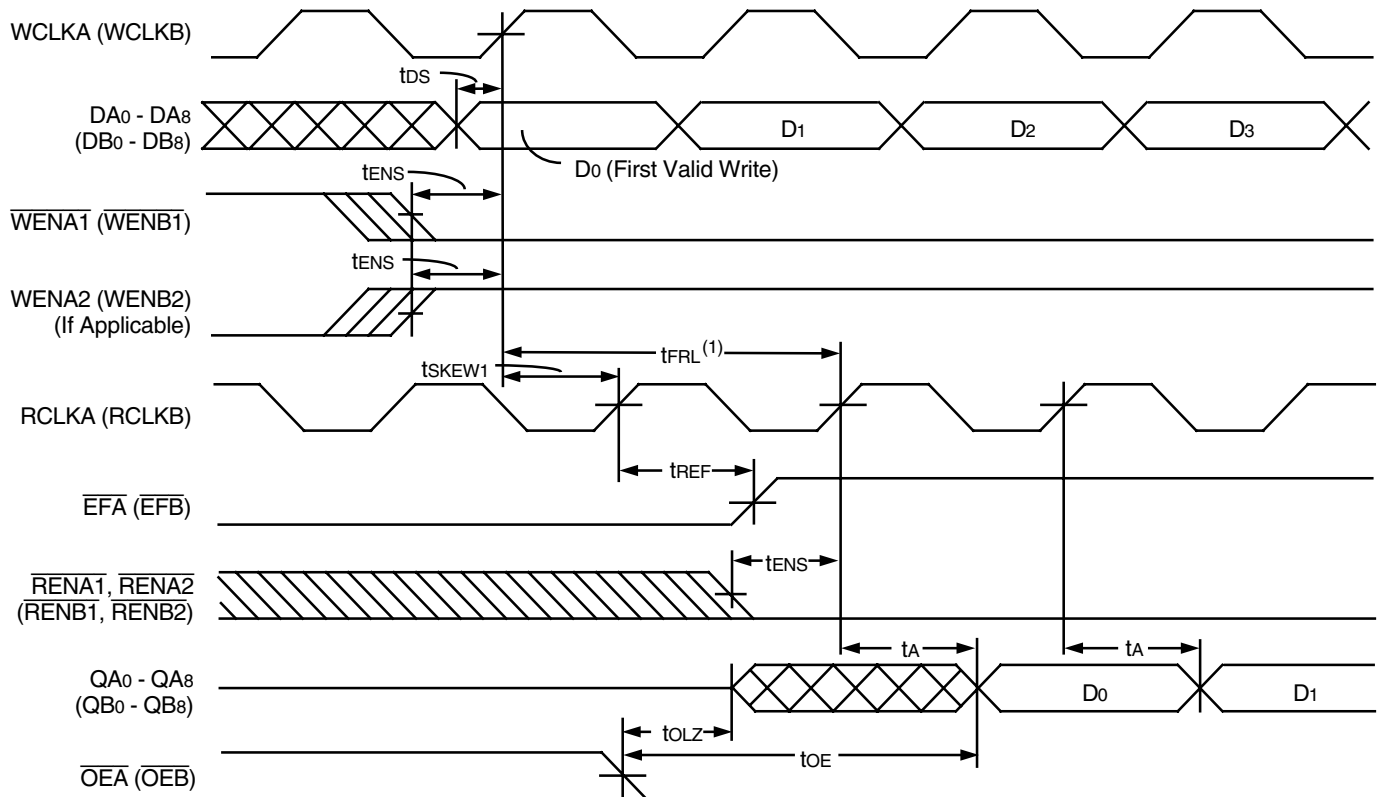 WCLKA (WCLKB)
tDS
DA0 - DA8
(DB0 - DB8)
D1
D2
D3
D0 (First Valid Write)
tENS
WENA1 (WENB1)
tENS
WENA2 (WENB2)
(If Applicable)
tFRL(1)
tSKEW1
RCLKA (RCLKB)
tREF
EFA (EFB)
tENS
RENA1, RENA2
(RENB1, RENB2)
tA
tA
QA0 - QA8
(QB0 - QB8)
D0
D1
tOLZ
tOE
OEA (OEB)